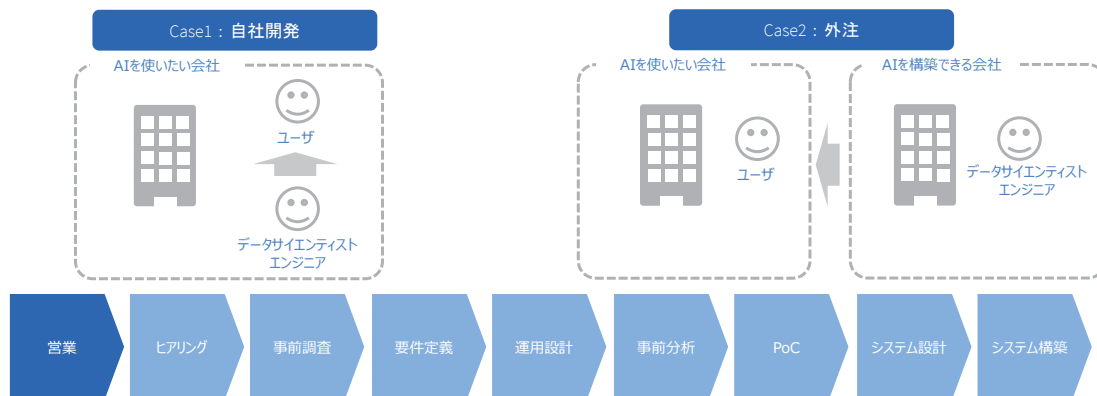 Case1：自社開発
AIを使いたい会社
ユーザ
データサイエンティスト
エンジニア
Case2：外注
AIを使いたい会社
ユーザ
AIを構築できる会社
データサイエンティスト
エンジニア
営業
ヒアリング
事前調査
要件定義
運用設計
事前分析
PoC
システム設計
システム構築